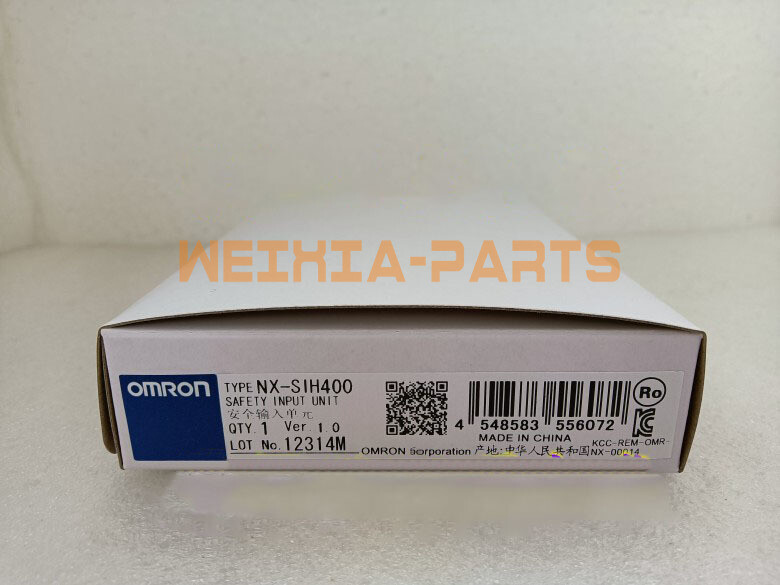 WEIXIA-PARTS
OMRON
TYPE NX-SIH400
SAFETY INPUT UNIT
安全输入单元
QTY.1 Ver.1.0
LOT No.12314M
4 548583 556072
MADE IN CHINA
OMRON Corporation 产地:中华人民共和国
Ro
KC
KCC-REM-OMR-
NX-00014